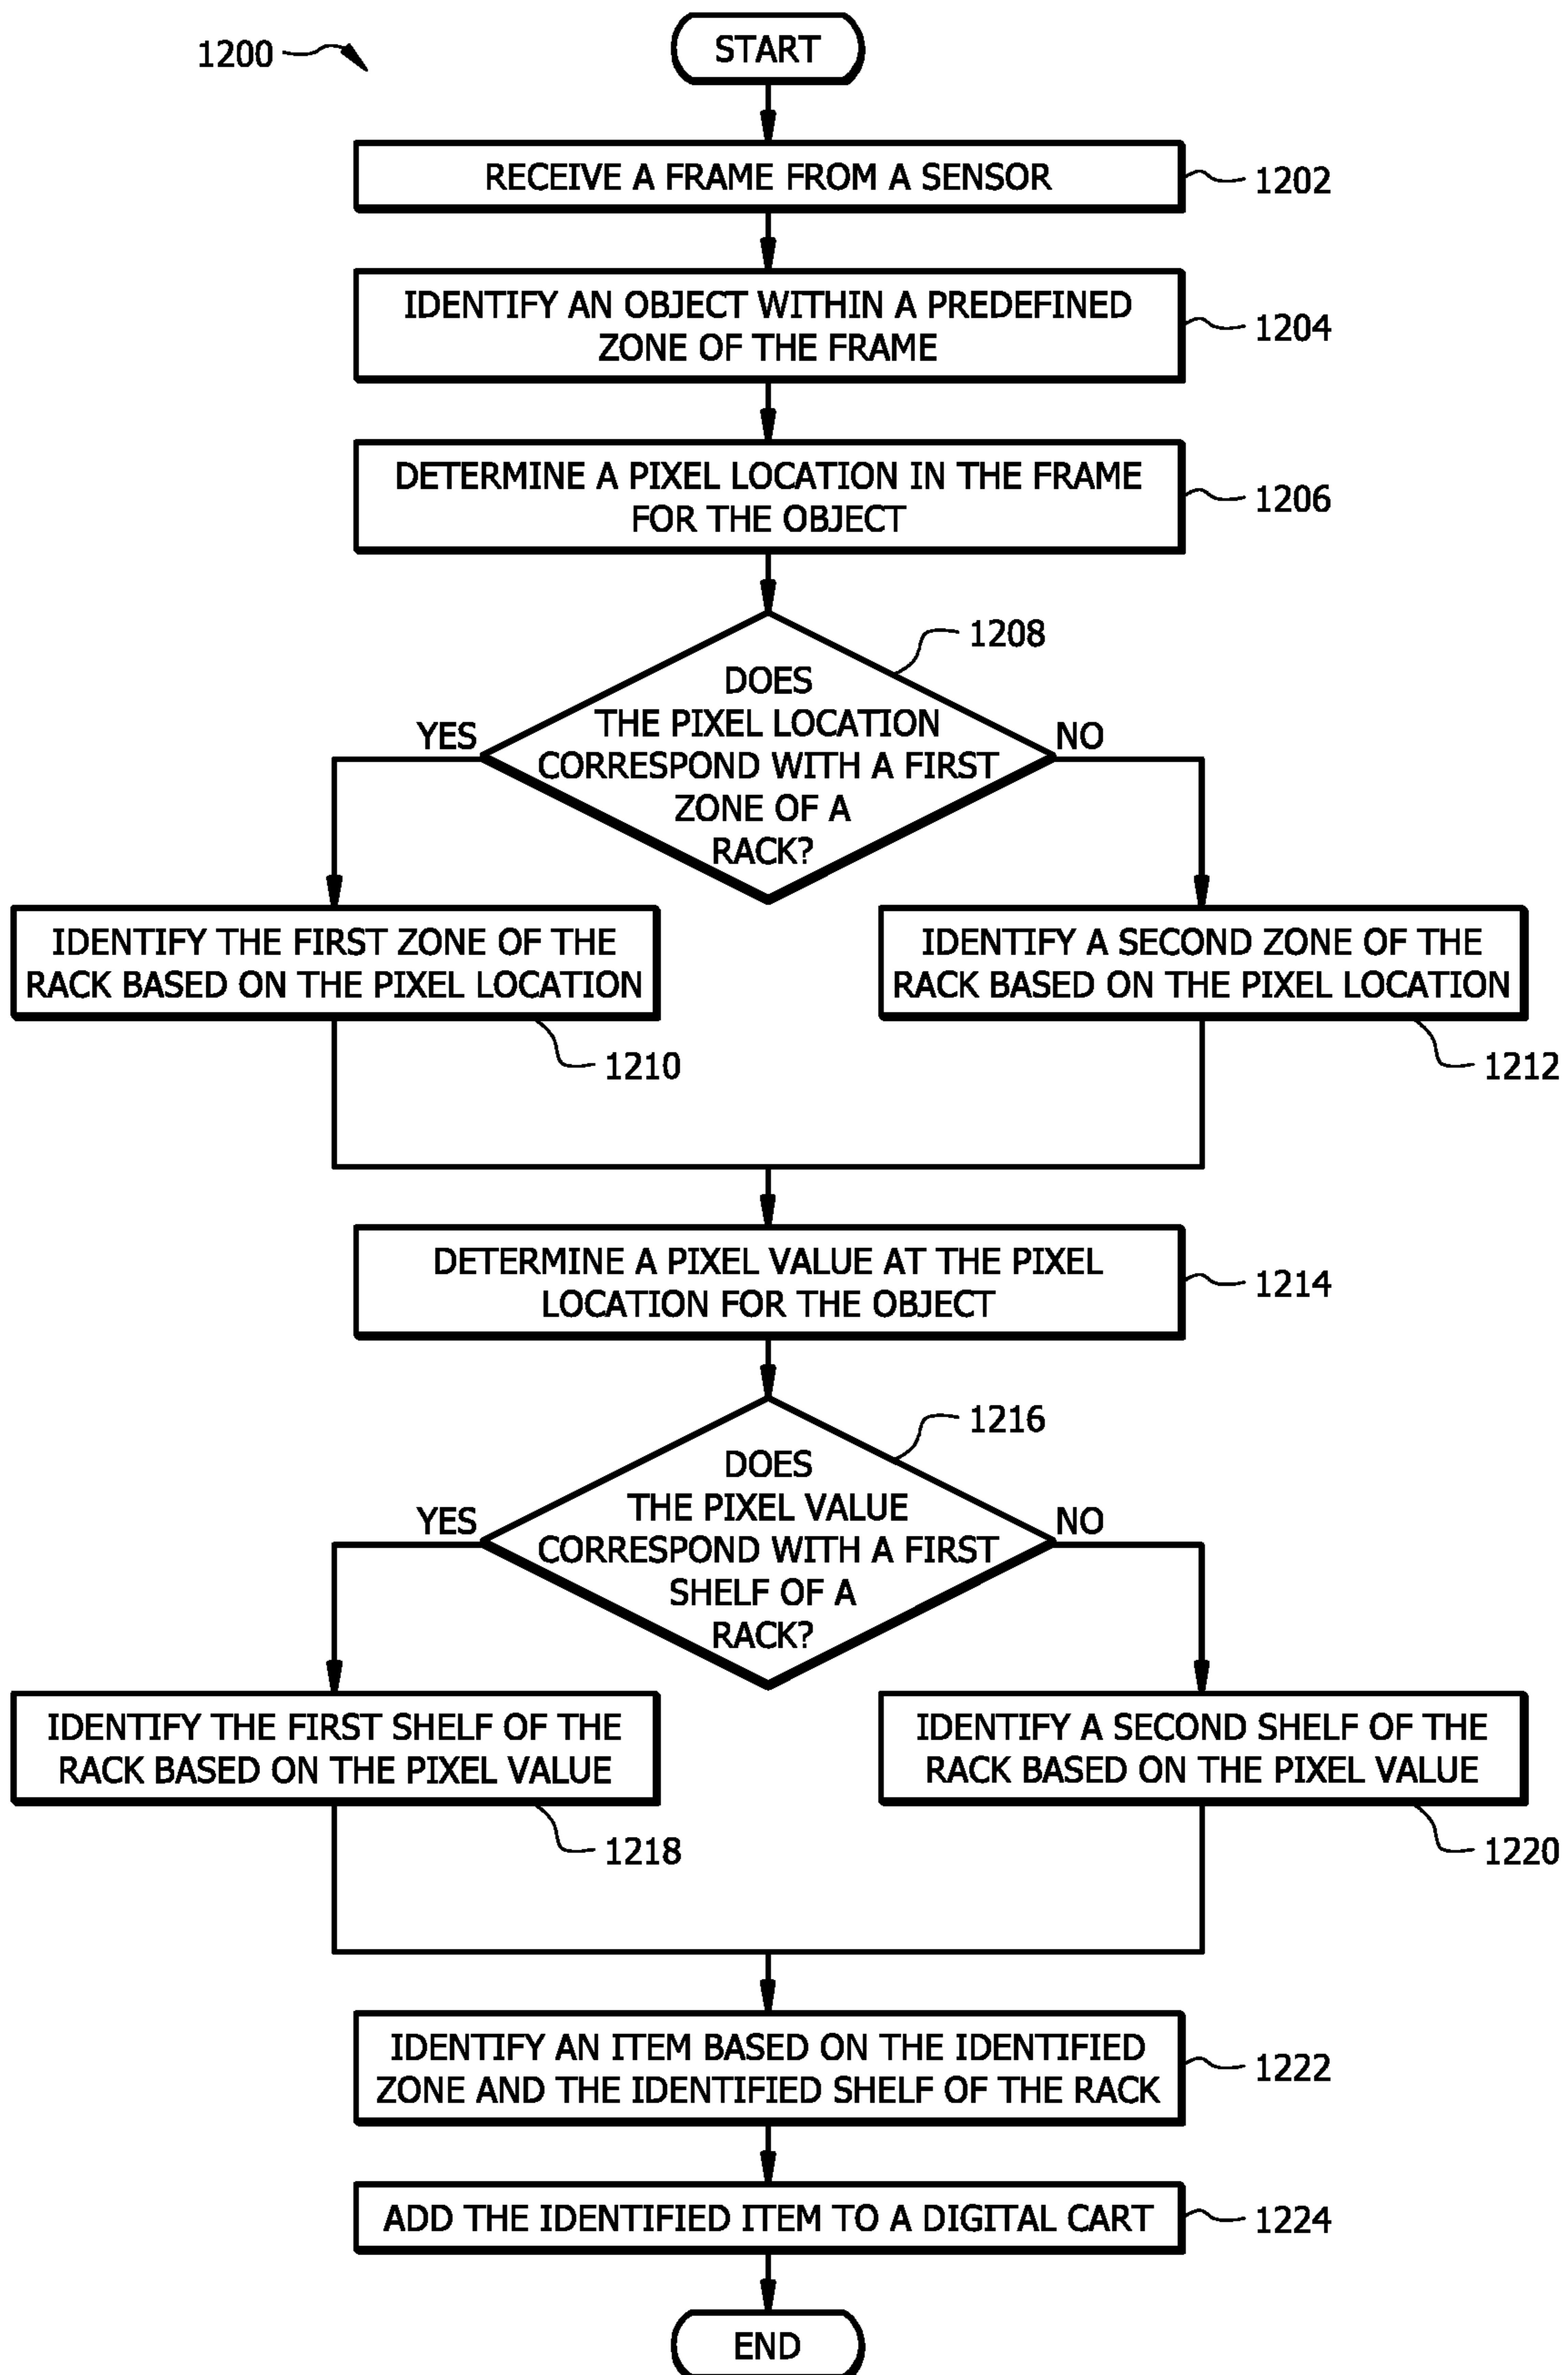 1200
START
RECEIVE A FRAME FROM A SENSOR
1202
IDENTIFY AN OBJECT WITHIN A PREDEFINED
ZONE OF THE FRAME
1204
DETERMINE A PIXEL LOCATION IN THE FRAME
FOR THE OBJECT
1206
1208
DOES
THE PIXEL LOCATION
CORRESPOND WITH A FIRST
ZONE OF A
RACK?
YES
NO
IDENTIFY THE FIRST ZONE OF THE
RACK BASED ON THE PIXEL LOCATION
1210
IDENTIFY A SECOND ZONE OF THE
RACK BASED ON THE PIXEL LOCATION
1212
DETERMINE A PIXEL VALUE AT THE PIXEL
LOCATION FOR THE OBJECT
1214
1216
DOES
THE PIXEL VALUE
CORRESPOND WITH A FIRST
SHELF OF A
RACK?
YES
NO
IDENTIFY THE FIRST SHELF OF THE
RACK BASED ON THE PIXEL VALUE
1218
IDENTIFY A SECOND SHELF OF THE
RACK BASED ON THE PIXEL VALUE
1220
IDENTIFY AN ITEM BASED ON THE IDENTIFIED
ZONE AND THE IDENTIFIED SHELF OF THE RACK
1222
ADD THE IDENTIFIED ITEM TO A DIGITAL CART
1224
END